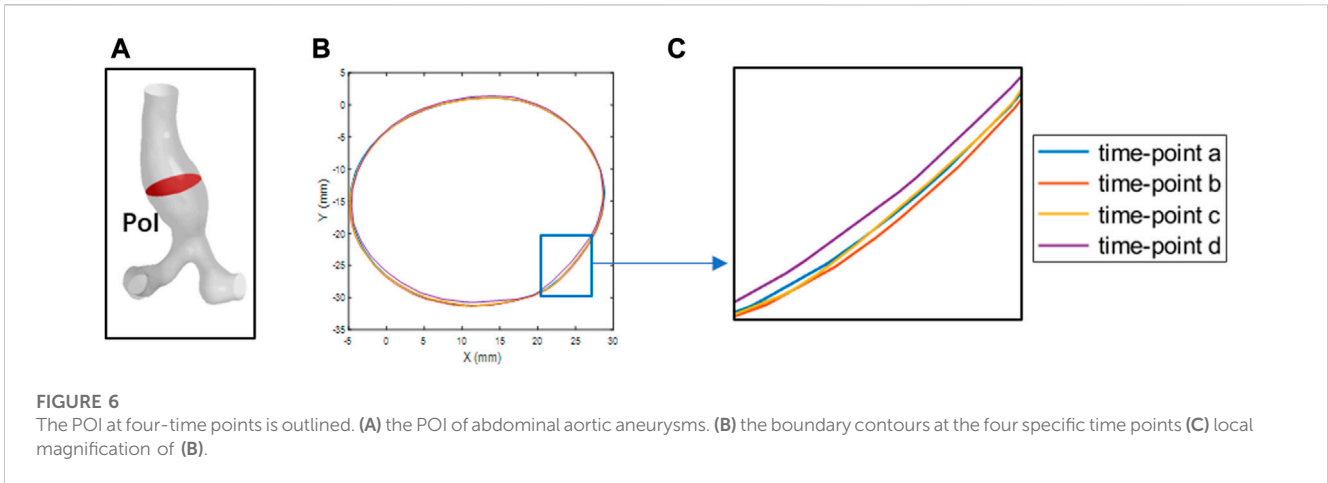 A
B
C
PoI
5
0
-5
-10
-15
-20
-25
-30
-35
Y (mm)
-5 0 5 10 15 20 25 30
X (mm)
time-point a
time-point b
time-point c
time-point d
FIGURE 6
The POI at four-time points is outlined. (A) the POI of abdominal aortic aneurysms. (B) the boundary contours at the four specific time points (C) local
magnification of (B).